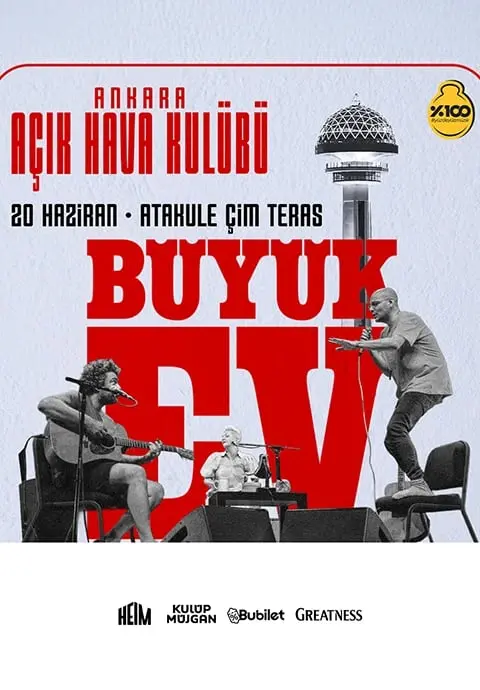 ANKARA
AÇIK HAVA KULÜBÜ
%100
20 HAZİRAN • ATAKULE ÇİM TERAS
BÜYÜK
EV
HEIM
KULÜP
MÜJGAN
Bubilet
GREATNESS